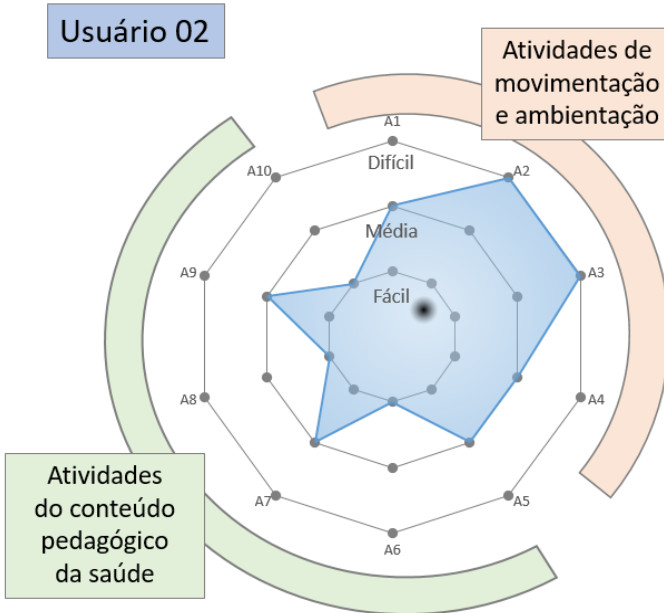 Usuário 02
Atividades de
movimentação
e ambientação
A1
Difícil
A10
A2
Média
A9
A3
Fácil
A8
A4
Atividades
do conteúdo
pedagógico
da saúde
A7
A5
A6